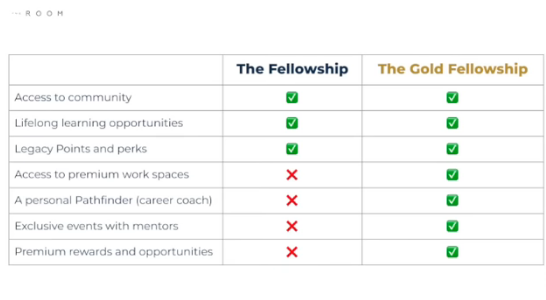 ROOM
The Fellowship The Gold Fellowship
Access to community ✅ ✅
Lifelong learning opportunities ✅ ✅
Legacy Points and perks ✅ ✅
Access to premium work spaces ❌ ✅
A personal Pathfinder (career coach) ❌ ✅
Exclusive events with mentors ❌ ✅
Premium rewards and opportunities ❌ ✅